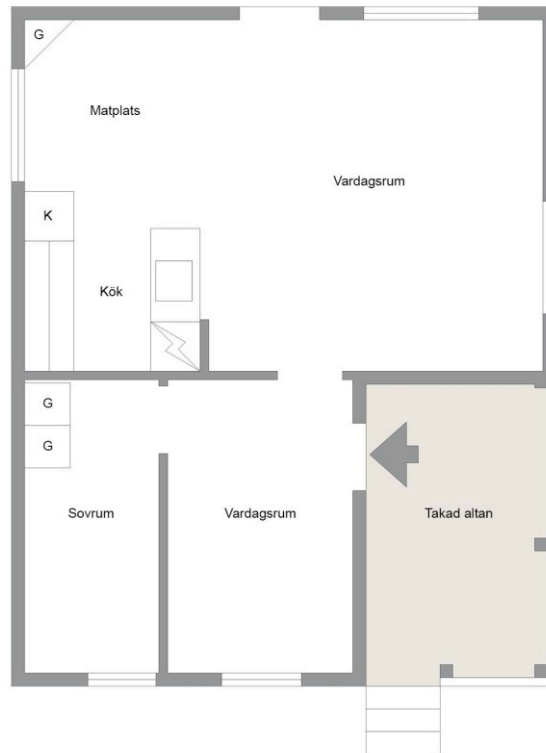 G
Matplats
Vardagsrum
K
Kök
G
G
Sovrum
Vardagsrum
Takad altan